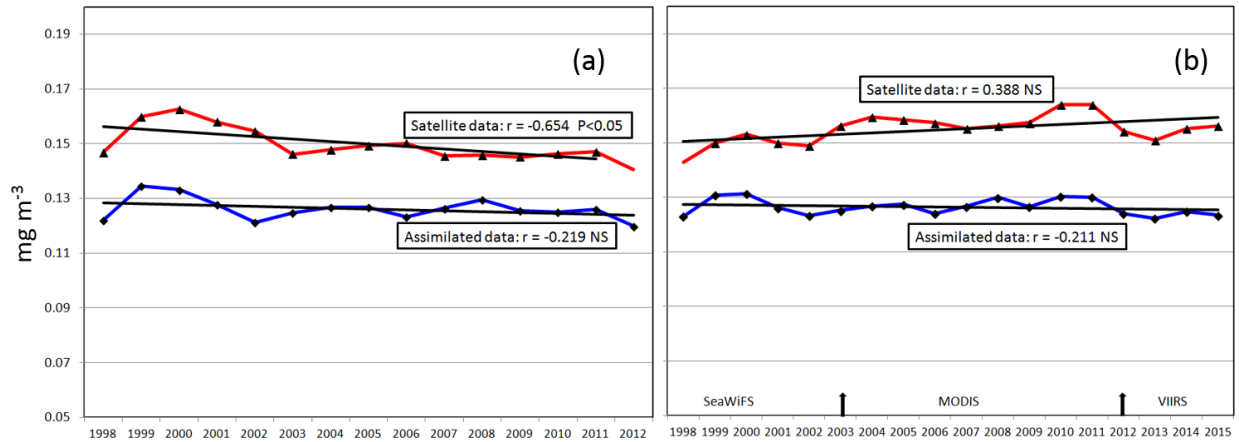 (a)
(b)
0.19
0.17
0.15
0.13
0.11
0.09
0.07
0.05
mg m⁻³
Satellite data: r = -0.654 P<0.05
Assimilated data: r = -0.219 NS
1998 1999 2000 2001 2002 2003 2004 2005 2006 2007 2008 2009 2010 2011 2012
Satellite data: r = 0.388 NS
Assimilated data: r = -0.211 NS
SeaWiFS MODIS VIIRS
1998 1999 2000 2001 2002 2003 2004 2005 2006 2007 2008 2009 2010 2011 2012 2013 2014 2015